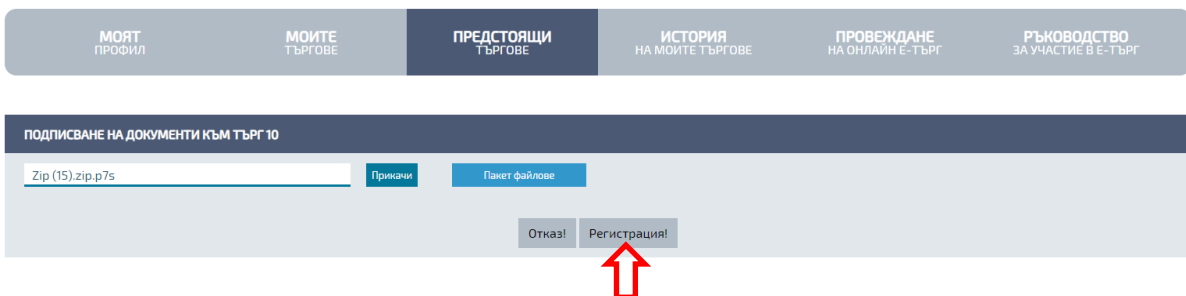 МОЯТ
ПРОФИЛ
МОИТЕ
ТЪРГОВЕ
ПРЕДСТОЯЩИ
ТЪРГОВЕ
ИСТОРИЯ
НА МОИТЕ ТЪРГОВЕ
ПРОВЕЖДАНЕ
НА ОНЛАЙН Е-ТЪРГ
РЪКОВОДСТВО
ЗА УЧАСТИЕ В Е-ТЪРГ
ПОДПИСВАНЕ НА ДОКУМЕНТИ КЪМ ТЪРГ 10
Zip (15).zip.p7s
Прикачи
Пакет файлове
Отказ!
Регистрация!